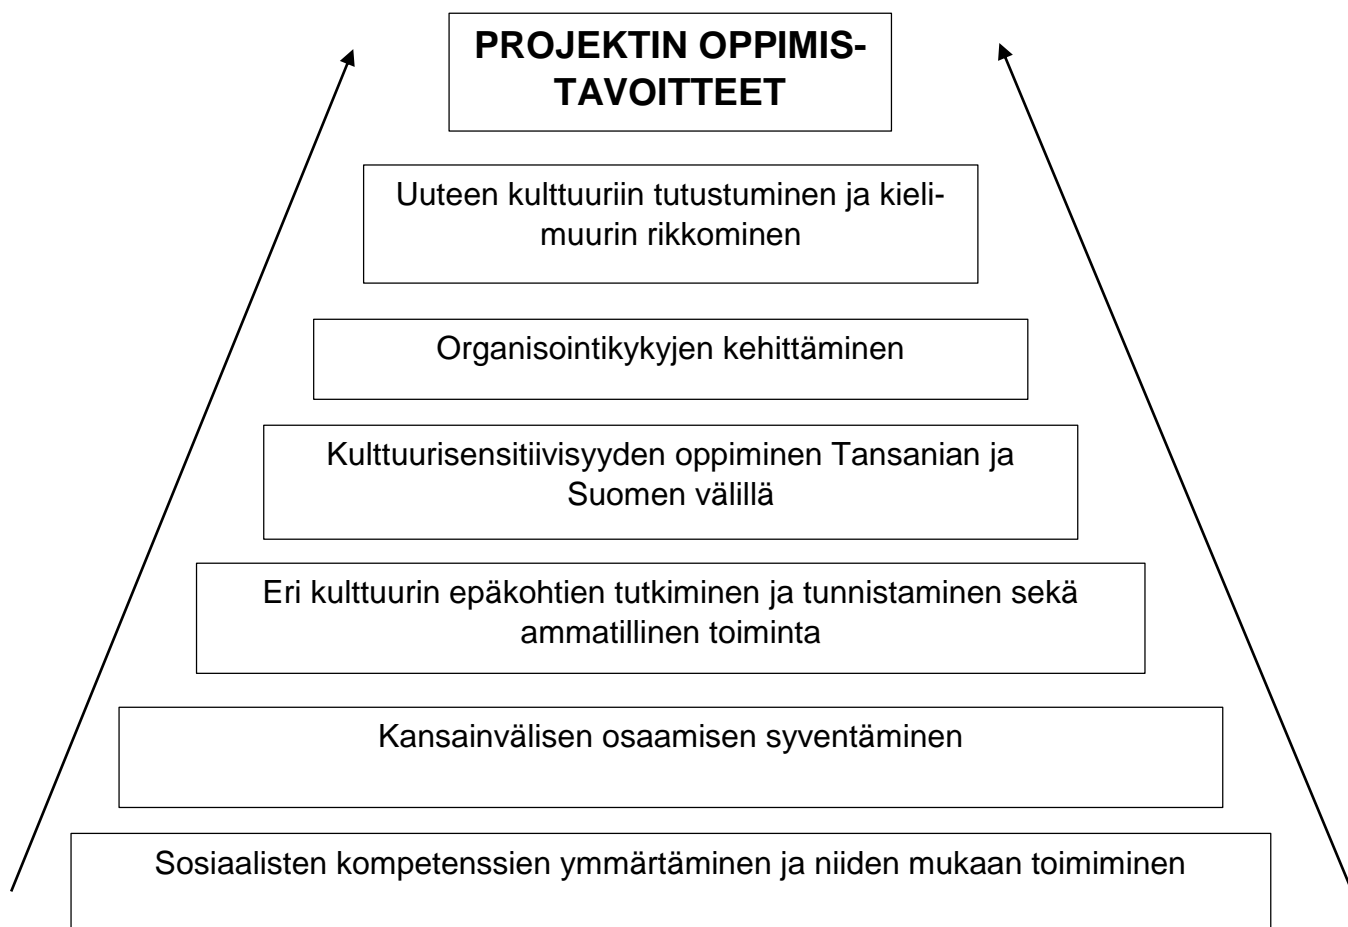 PROJEKTIN OPPIMIS-
TAVOITTEET
Uuteen kulttuuriin tutustuminen ja kieli-
muurin rikkominen
Organisointikykyjen kehittäminen
Kulttuurisensitiivisyyden oppiminen Tansanian ja
Suomen välillä
Eri kulttuurin epäkohtien tutkiminen ja tunnistaminen sekä
ammatillinen toiminta
Kansainvälisen osaamisen syventäminen
Sosiaalisten kompetenssien ymmärtäminen ja niiden mukaan toimiminen